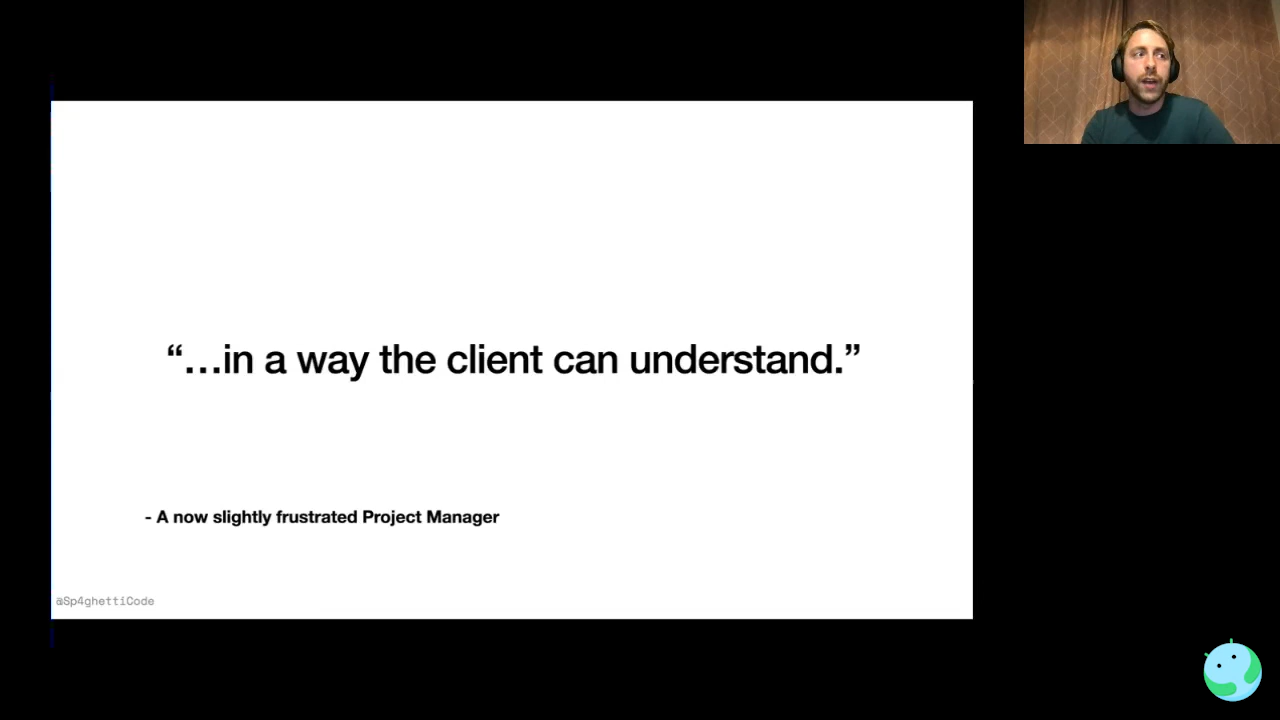 “…in a way the client can understand.”
- A now slightly frustrated Project Manager
@Sp4ghettiCode